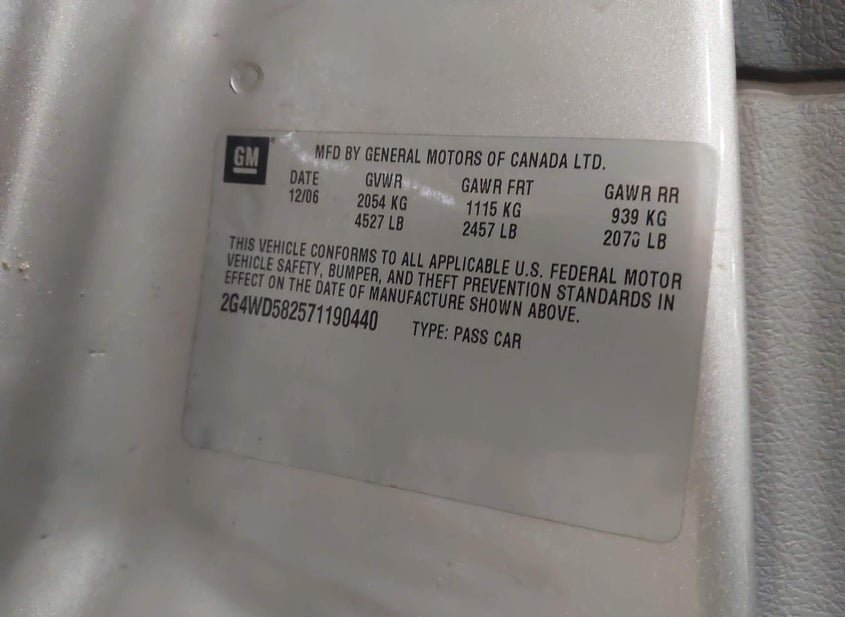 GM
MFD BY GENERAL MOTORS OF CANADA LTD.
DATE GVWR GAWR FRT GAWR RR
12/06 2054 KG 1115 KG 939 KG
4527 LB 2457 LB 2070 LB
THIS VEHICLE CONFORMS TO ALL APPLICABLE U.S. FEDERAL MOTOR
VEHICLE SAFETY, BUMPER, AND THEFT PREVENTION STANDARDS IN
EFFECT ON THE DATE OF MANUFACTURE SHOWN ABOVE.
2G4WD582571190440 TYPE: PASS CAR